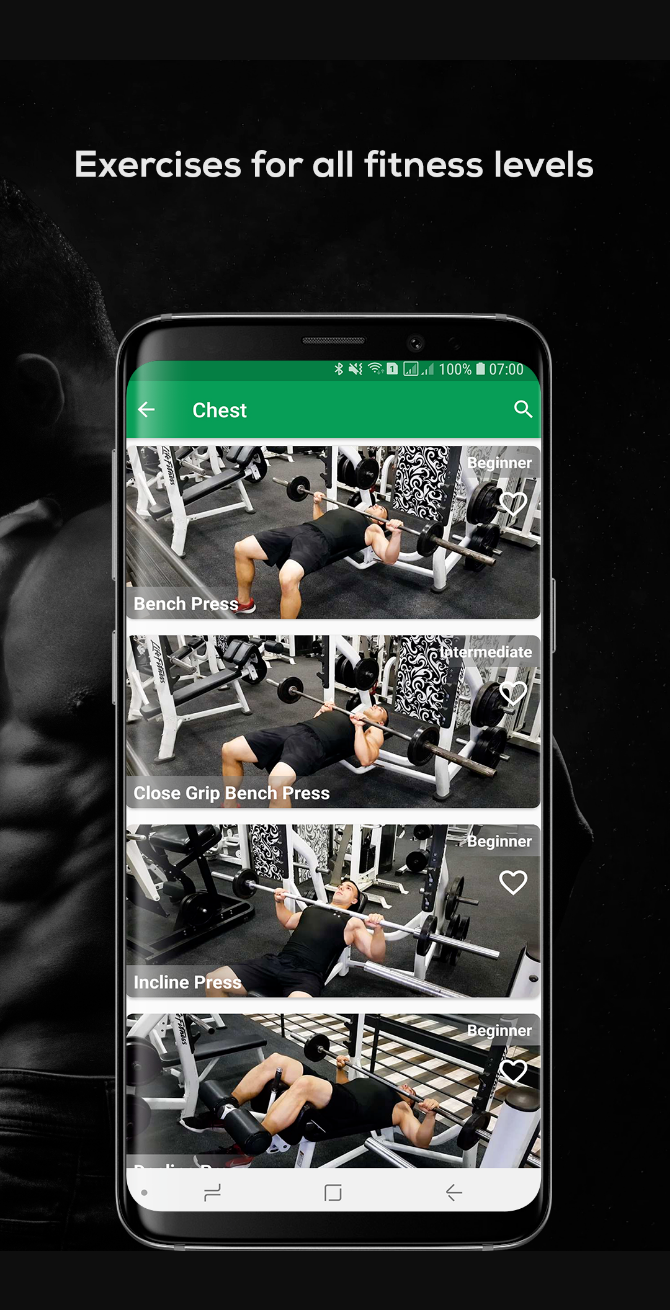 Exercises for all fitness levels
1 100% 07:00
Chest
Beginner
Bench Press
Intermediate
Close Grip Bench Press
Beginner
Incline Press
Beginner